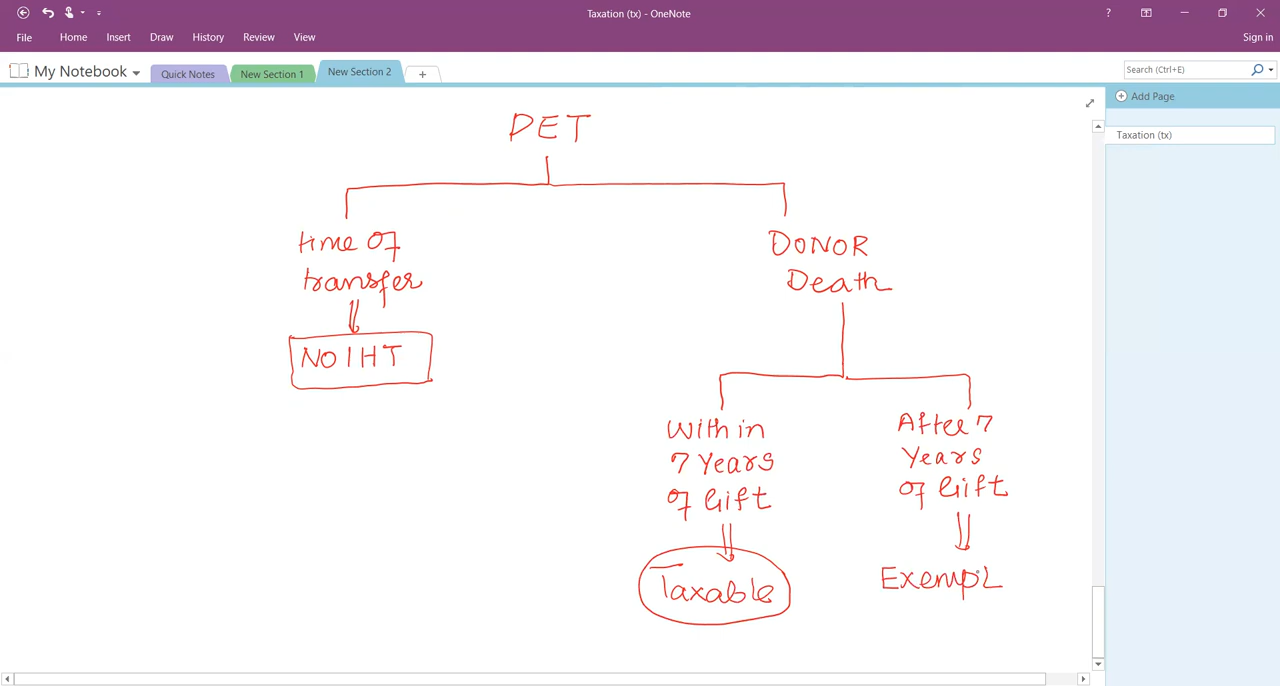 Taxation (tx) - OneNote
?
File
Home
Insert
Draw
History
Review
View
Sign in
My Notebook
Quick Notes
New Section 1
New Section 2
+
Search (Ctrl+E)
Add Page
Taxation (tx)
PET
time Of
transfer
NO IHT
DONOR
Death
Within
7 Years
Of Gift
Taxable
After 7
Years
Of Gift
Exempt